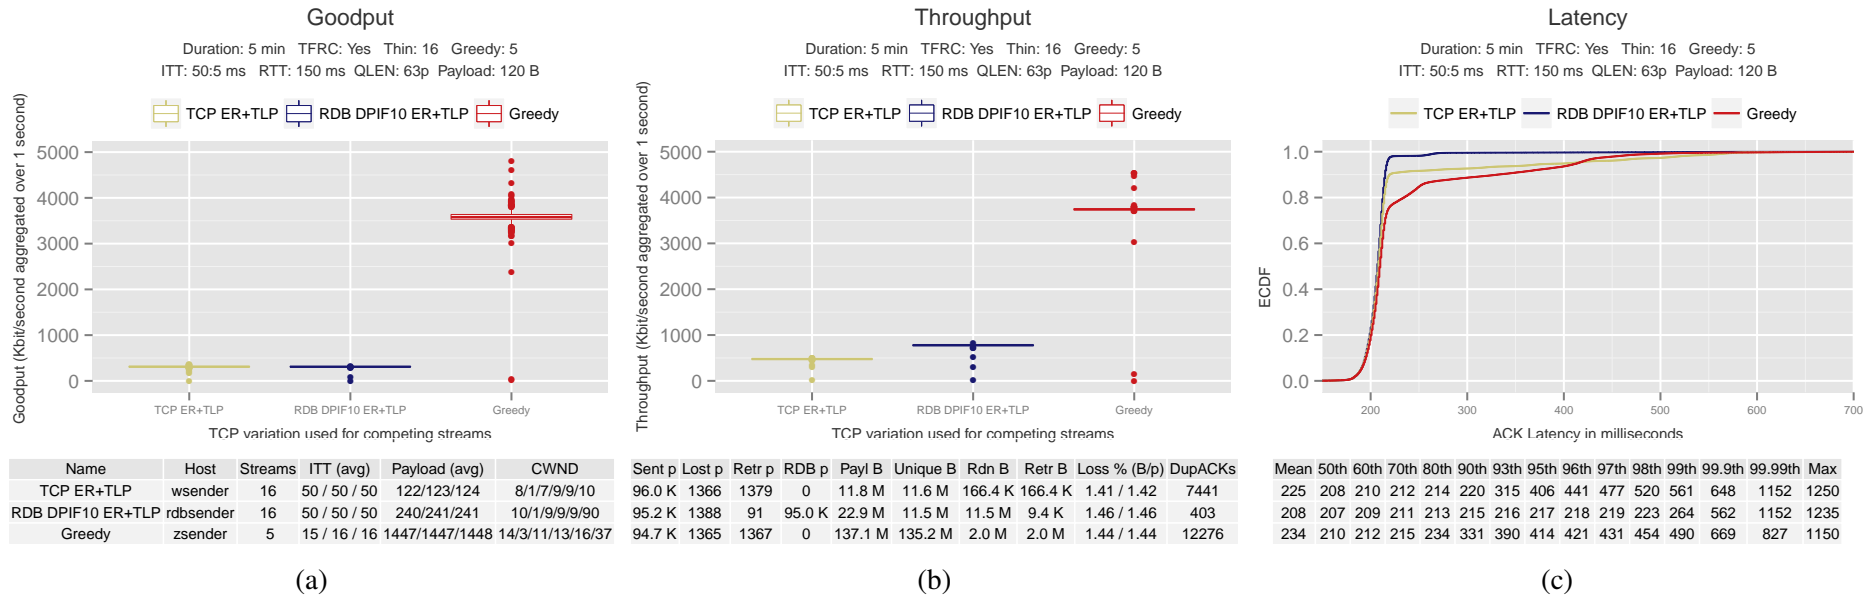 Goodput
Duration: 5 min TFRC: Yes Thin: 16 Greedy: 5
ITT: 50:5 ms RTT: 150 ms QLEN: 63p Payload: 120 B
TCP ER+TLP RDB DPIF10 ER+TLP Greedy
Goodput (Kbit/second aggregated over 1 second)
5000
4000
3000
2000
1000
0
TCP ER+TLP RDB DPIF10 ER+TLP Greedy
TCP variation used for competing streams
Name Host Streams ITT (avg) Payload (avg) CWND
TCP ER+TLP wsender 16 50 / 50 / 50 122/123/124 8/1/7/9/9/10
RDB DPIF10 ER+TLP rdbsender 16 50 / 50 / 50 240/241/241 10/1/9/9/9/90
Greedy zsender 5 15 / 16 / 16 1447/1447/1448 14/3/11/13/16/37
(a)
Throughput
Duration: 5 min TFRC: Yes Thin: 16 Greedy: 5
ITT: 50:5 ms RTT: 150 ms QLEN: 63p Payload: 120 B
TCP ER+TLP RDB DPIF10 ER+TLP Greedy
Throughput (Kbit/second aggregated over 1 second)
5000
4000
3000
2000
1000
0
TCP ER+TLP RDB DPIF10 ER+TLP Greedy
TCP variation used for competing streams
Sent p Lost p Retr p RDB p Payl B Unique B Rdn B Retr B Loss % (B/p) DupACKs
96.0 K 1366 1379 0 11.8 M 11.6 M 166.4 K 166.4 K 1.41 / 1.42 7441
95.2 K 1388 91 95.0 K 22.9 M 11.5 M 11.5 M 9.4 K 1.46 / 1.46 403
94.7 K 1365 1367 0 137.1 M 135.2 M 2.0 M 2.0 M 1.44 / 1.44 12276
(b)
Latency
Duration: 5 min TFRC: Yes Thin: 16 Greedy: 5
ITT: 50:5 ms RTT: 150 ms QLEN: 63p Payload: 120 B
TCP ER+TLP RDB DPIF10 ER+TLP Greedy
ECDF
1.0
0.8
0.6
0.4
0.2
0.0
200 300 400 500 600 700
ACK Latency in milliseconds
Mean 50th 60th 70th 80th 90th 93th 95th 96th 97th 98th 99th 99.9th 99.99th Max
225 208 210 212 214 220 315 406 441 477 520 561 648 1152 1250
208 207 209 211 213 215 216 217 218 219 223 264 562 1152 1235
234 210 212 215 234 331 390 414 421 431 454 490 669 827 1150
(c)